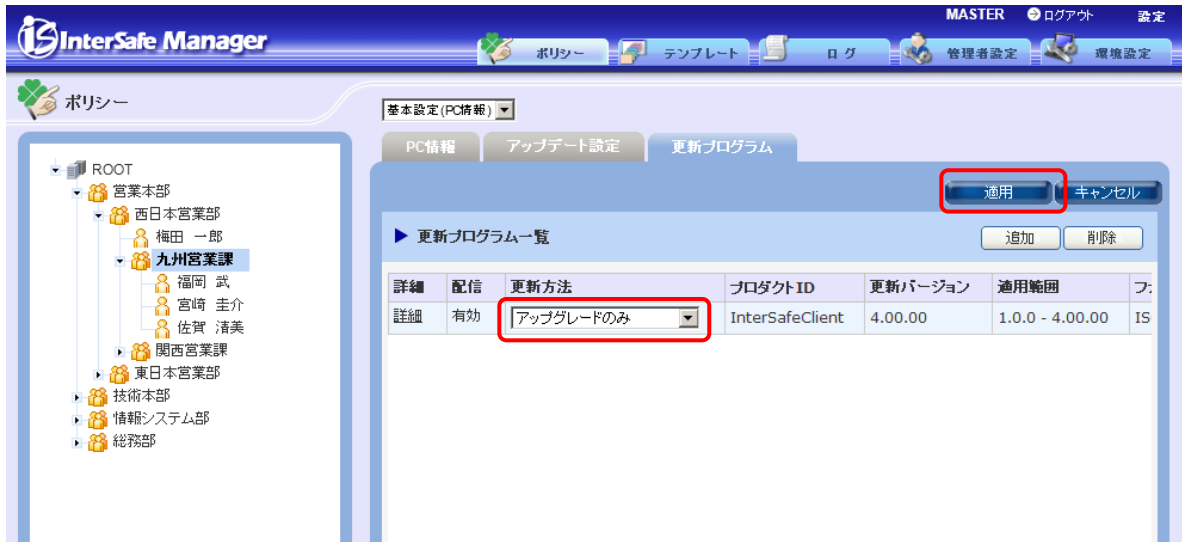 MASTER ログアウト 設定
InterSafe Manager
ポリシー テンプレート ログ 管理者設定 環境設定
ポリシー
基本設定(PC情報)
PC情報 アップデート設定 更新プログラム
適用 キャンセル
更新プログラム一覧
追加 削除
詳細 配信 更新方法 プロダクトID 更新バージョン 適用範囲
詳細 有効 アップグレードのみ InterSafeClient 4.00.00 1.0.0 - 4.00.00 IS
ROOT
営業本部
西日本営業部
梅田 一郎
九州営業課
福岡 武
宮崎 圭介
佐賀 清美
関西営業課
東日本営業部
技術本部
情報システム部
総務部